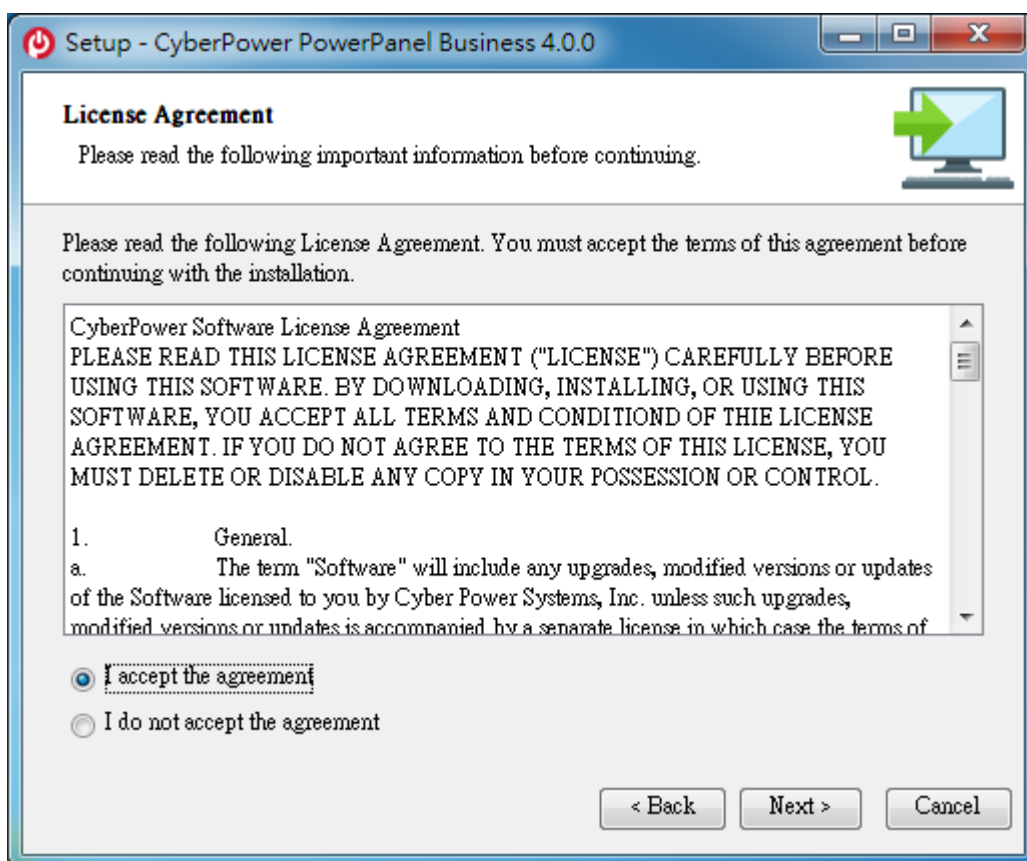 Setup - CyberPower PowerPanel Business 4.0.0
License Agreement
Please read the following important information before continuing.
Please read the following License Agreement. You must accept the terms of this agreement before
continuing with the installation.
CyberPower Software License Agreement
PLEASE READ THIS LICENSE AGREEMENT ("LICENSE") CAREFULLY BEFORE
USING THIS SOFTWARE. BY DOWNLOADING, INSTALLING, OR USING THIS
SOFTWARE, YOU ACCEPT ALL TERMS AND CONDITIOND OF THIE LICENSE
AGREEMENT. IF YOU DO NOT AGREE TO THE TERMS OF THIS LICENSE, YOU
MUST DELETE OR DISABLE ANY COPY IN YOUR POSSESSION OR CONTROL.
1. General.
a. The term "Software" will include any upgrades, modified versions or updates
of the Software licensed to you by Cyber Power Systems, Inc. unless such upgrades,
modified versions or updates is accompanied by a separate license in which case the terms of
I accept the agreement
I do not accept the agreement
< Back Next > Cancel